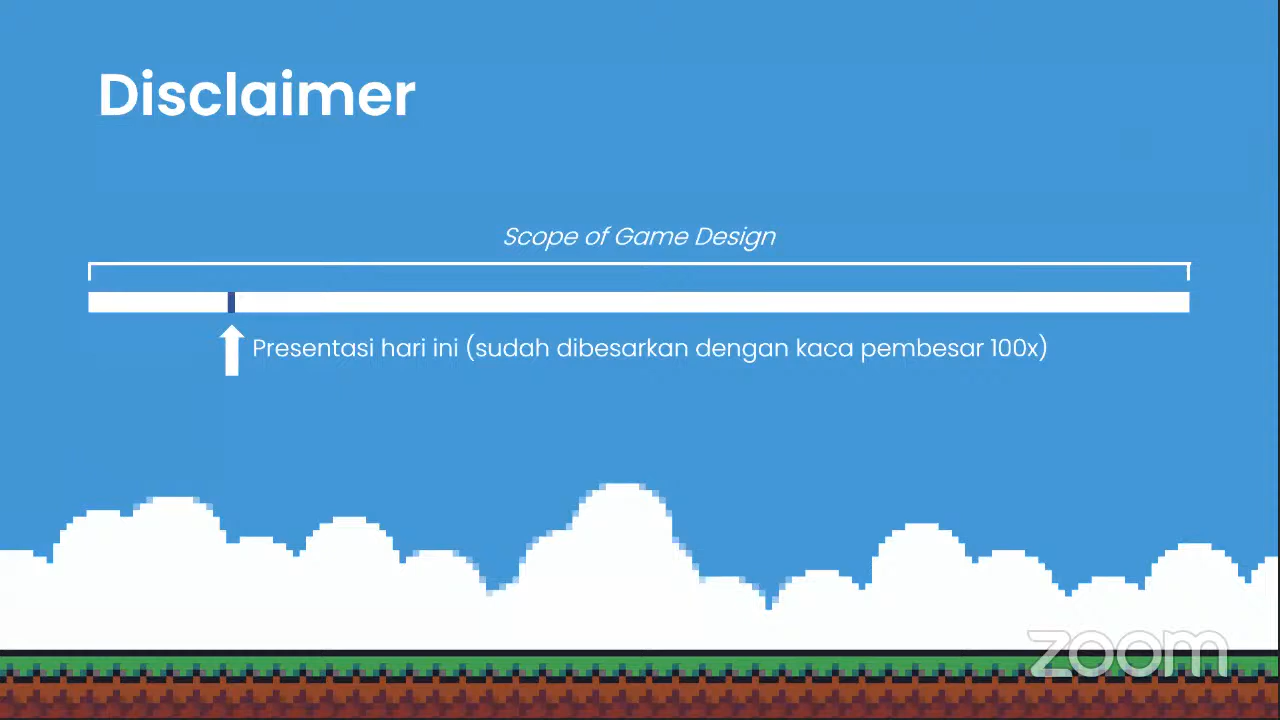 Disclaimer
Scope of Game Design
Presentasi hari ini (sudah dibesarkan dengan kaca pembesar 100x)
zoom